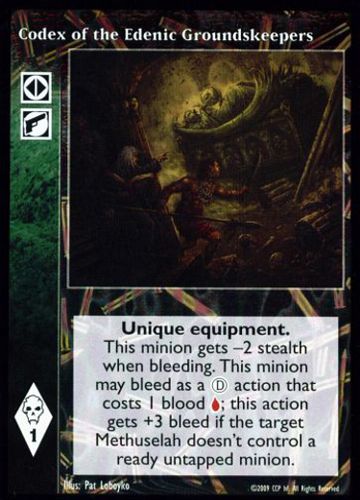 Codex of the Edenic Groundskeepers
Unique equipment.
This minion gets –2 stealth
when bleeding. This minion
may bleed as a Ⓓ action that
costs 1 blood ; this action
gets +3 bleed if the target
Methuselah doesn't control a
ready untapped minion.
1
Illus: Pat Loboyko
©2009 CCP hf. All Rights Reserved.